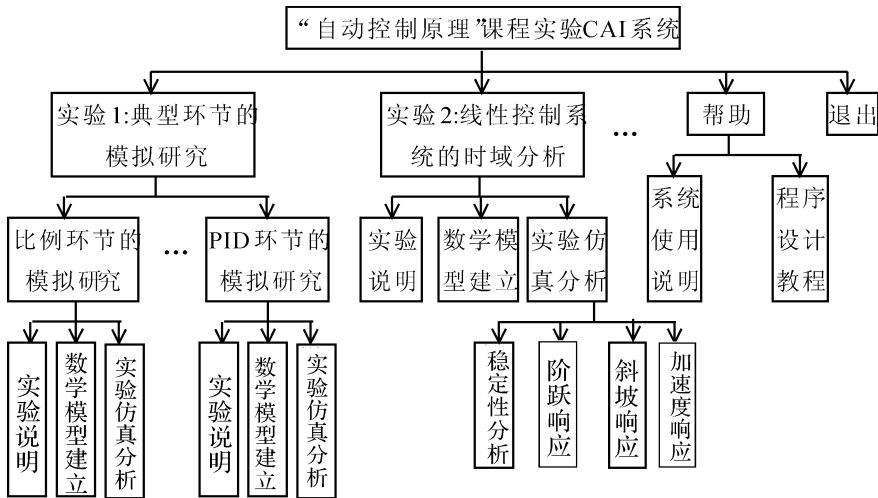 “自动控制原理”课程实验CAI系统
实验1:典型环节的
模拟研究
实验2:线性控制系
统的时域分析
…
帮助
退出
比例环节的
模拟研究
…
PID环节的
模拟研究
实验
说明
数学模
型建立
实验仿
真分析
系统
使用
说明
程序
设计
教程
实验说明
数学模型建立
实验仿真分析
实验说明
数学模型建立
实验仿真分析
稳定性分析
阶跃响应
斜坡响应
加速度响应